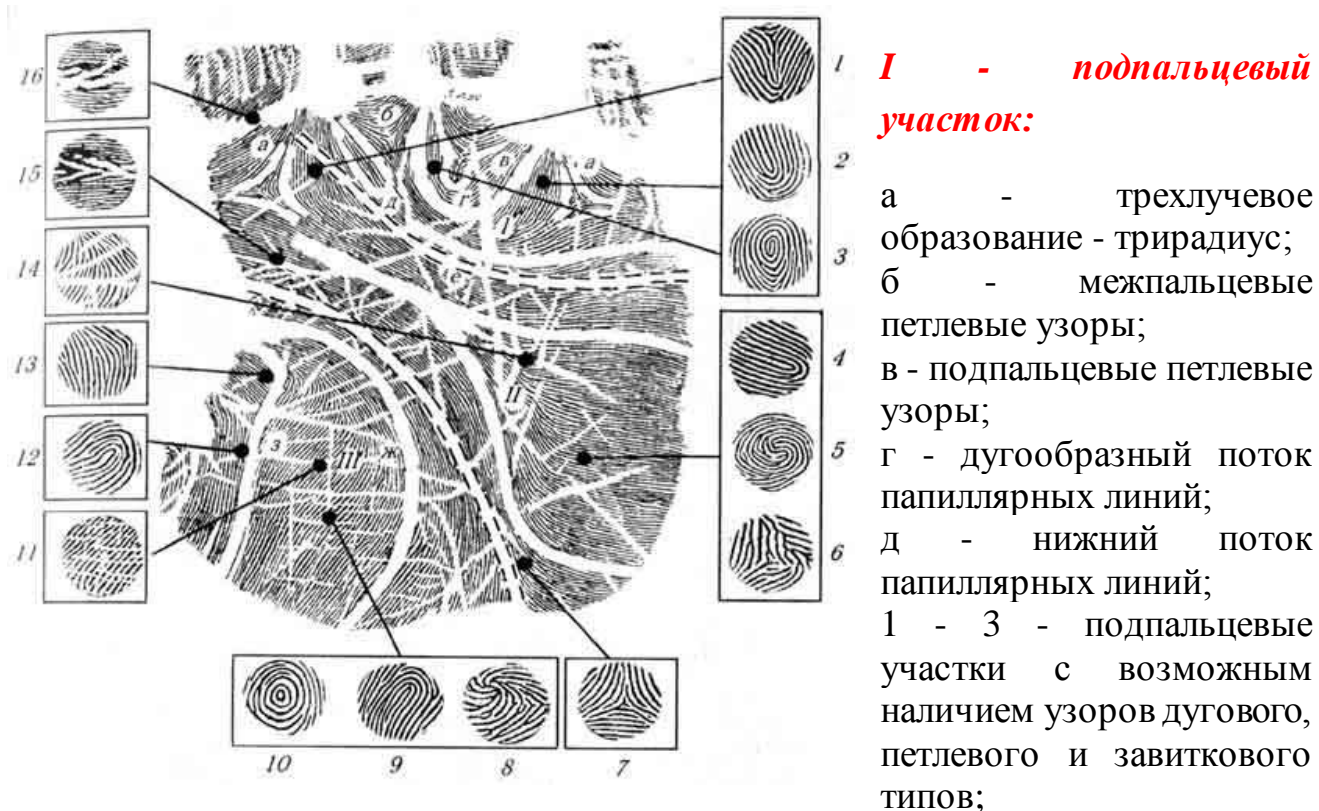 I - подпальцевый
участок:
а - трехлучевое
образование - трирадиус;
б - межпальцевые
петлевые узоры;
в - подпальцевые петлевые
узоры;
г - дугообразный поток
папиллярных линий;
д - нижний поток
папиллярных линий;
1 - 3 - подпальцевые
участки с возможным
наличием узоров дугового,
петлевого и завиткового
типов;
16
15
14
13
12
11
1
2
3
4
5
6
10 9 8 7
а
б
в
а
г
д
I
е
II
з
III
ж